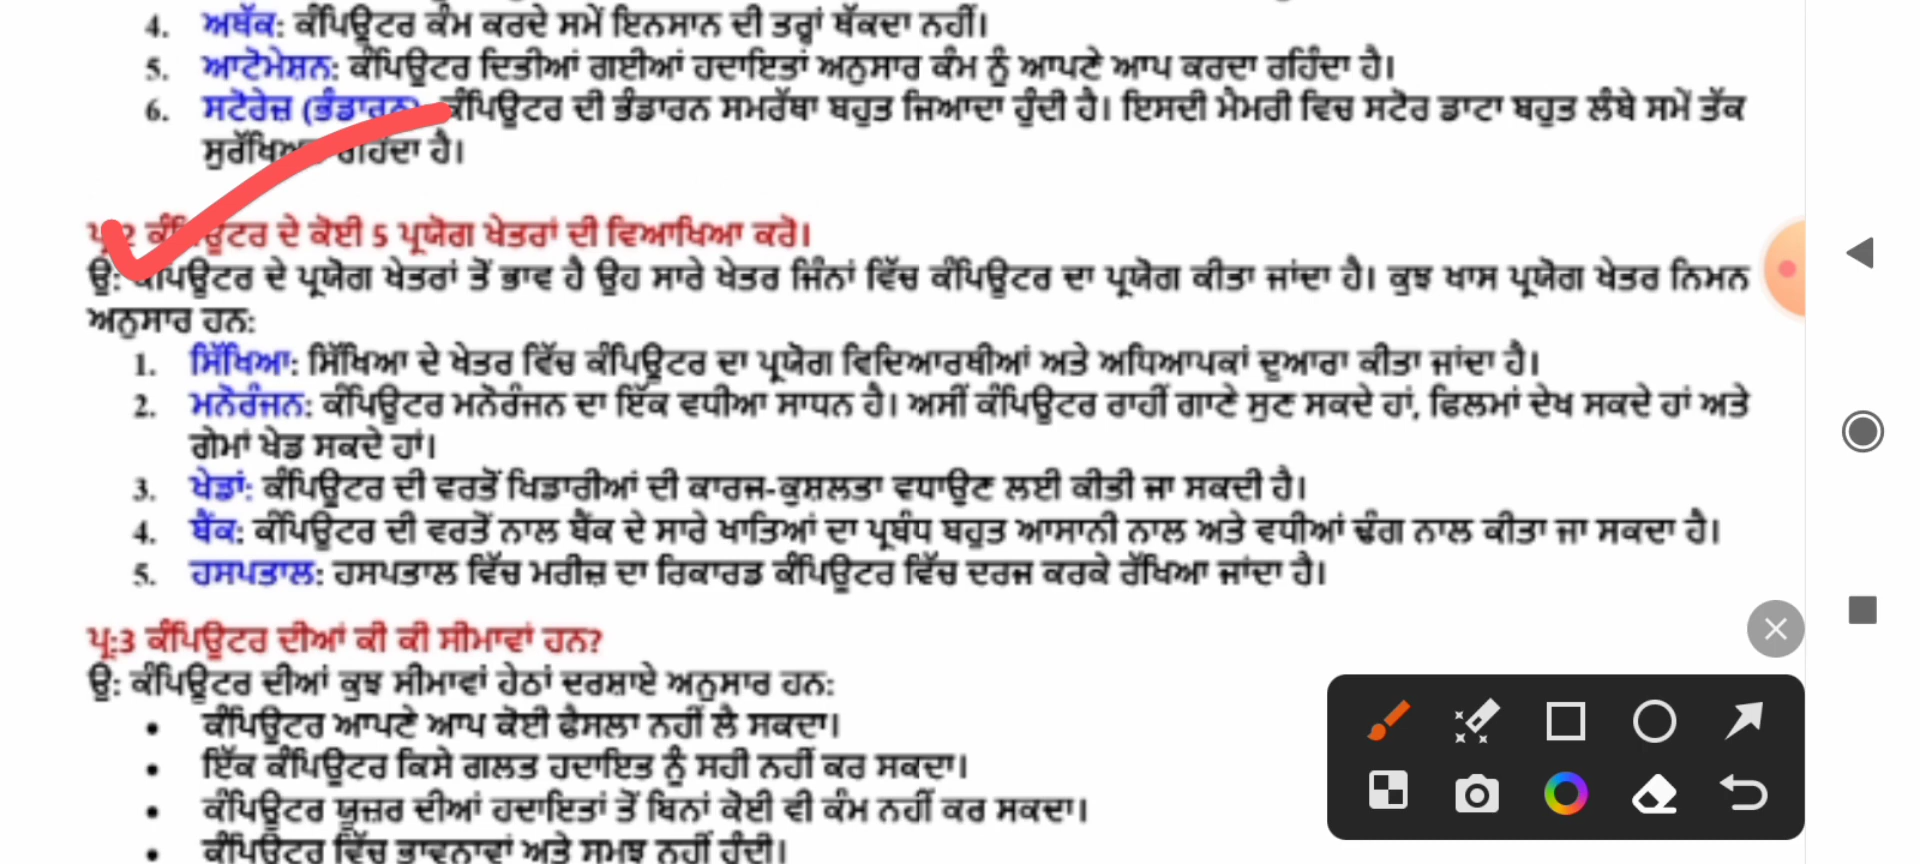 4. ਅਥੱਕ: ਕੰਪਿਊਟਰ ਕੰਮ ਕਰਦੇ ਸਮੇਂ ਇਨਸਾਨ ਦੀ ਤਰ੍ਹਾਂ ਥੱਕਦਾ ਨਹੀਂ।
5. ਆਟੋਮੇਸ਼ਨ: ਕੰਪਿਊਟਰ ਦਿਤੀਆਂ ਗਈਆਂ ਹਦਾਇਤਾਂ ਅਨੁਸਾਰ ਕੰਮ ਨੂੰ ਆਪਣੇ ਆਪ ਕਰਦਾ ਰਹਿੰਦਾ ਹੈ।
6. ਸਟੋਰੇਜ਼ (ਭੰਡਾਰਨ) ਕੰਪਿਊਟਰ ਦੀ ਭੰਡਾਰਨ ਸਮਰੱਥਾ ਬਹੁਤ ਜਿਆਦਾ ਹੁੰਦੀ ਹੈ। ਇਸਦੀ ਮੈਮਰੀ ਵਿਚ ਸਟੋਰ ਡਾਟਾ ਬਹੁਤ ਲੰਬੇ ਸਮੇਂ ਤੱਕ
ਸੁਰੱਖਿਅਤ ਰਹਿੰਦਾ ਹੈ।
ਪ੍ਰ:2 ਕੰਪਿਊਟਰ ਦੇ ਕੋਈ 5 ਪ੍ਰਯੋਗ ਖੇਤਰਾਂ ਦੀ ਵਿਆਖਿਆ ਕਰੋ।
ਉ: ਕੰਪਿਊਟਰ ਦੇ ਪ੍ਰਯੋਗ ਖੇਤਰਾਂ ਤੋਂ ਭਾਵ ਹੈ ਉਹ ਸਾਰੇ ਖੇਤਰ ਜਿੰਨਾਂ ਵਿੱਚ ਕੰਪਿਊਟਰ ਦਾ ਪ੍ਰਯੋਗ ਕੀਤਾ ਜਾਂਦਾ ਹੈ। ਕੁਝ ਖਾਸ ਪ੍ਰਯੋਗ ਖੇਤਰ ਨਿਮਨ
ਅਨੁਸਾਰ ਹਨ:
1. ਸਿੱਖਿਆ: ਸਿੱਖਿਆ ਦੇ ਖੇਤਰ ਵਿੱਚ ਕੰਪਿਊਟਰ ਦਾ ਪ੍ਰਯੋਗ ਵਿਦਿਆਰਥੀਆਂ ਅਤੇ ਅਧਿਆਪਕਾਂ ਦੁਆਰਾ ਕੀਤਾ ਜਾਂਦਾ ਹੈ।
2. ਮਨੋਰੰਜਨ: ਕੰਪਿਊਟਰ ਮਨੋਰੰਜਨ ਦਾ ਇੱਕ ਵਧੀਆ ਸਾਧਨ ਹੈ। ਅਸੀਂ ਕੰਪਿਊਟਰ ਰਾਹੀਂ ਗਾਣੇ ਸੁਣ ਸਕਦੇ ਹਾਂ, ਫਿਲਮਾਂ ਦੇਖ ਸਕਦੇ ਹਾਂ ਅਤੇ
ਗੇਮਾਂ ਖੇਡ ਸਕਦੇ ਹਾਂ।
3. ਖੇਡਾਂ: ਕੰਪਿਊਟਰ ਦੀ ਵਰਤੋਂ ਖਿਡਾਰੀਆਂ ਦੀ ਕਾਰਜ-ਕੁਸ਼ਲਤਾ ਵਧਾਉਣ ਲਈ ਕੀਤੀ ਜਾ ਸਕਦੀ ਹੈ।
4. ਬੈਂਕ: ਕੰਪਿਊਟਰ ਦੀ ਵਰਤੋਂ ਨਾਲ ਬੈਂਕ ਦੇ ਸਾਰੇ ਖਾਤਿਆਂ ਦਾ ਪ੍ਰਬੰਧ ਬਹੁਤ ਆਸਾਨੀ ਨਾਲ ਅਤੇ ਵਧੀਆਂ ਢੰਗ ਨਾਲ ਕੀਤਾ ਜਾ ਸਕਦਾ ਹੈ।
5. ਹਸਪਤਾਲ: ਹਸਪਤਾਲ ਵਿੱਚ ਮਰੀਜ਼ ਦਾ ਰਿਕਾਰਡ ਕੰਪਿਊਟਰ ਵਿੱਚ ਦਰਜ ਕਰਕੇ ਰੱਖਿਆ ਜਾਂਦਾ ਹੈ।
ਪ੍ਰ:3 ਕੰਪਿਊਟਰ ਦੀਆਂ ਕੀ ਕੀ ਸੀਮਾਵਾਂ ਹਨ?
ਉ: ਕੰਪਿਊਟਰ ਦੀਆਂ ਕੁਝ ਸੀਮਾਵਾਂ ਹੇਠਾਂ ਦਰਸ਼ਾਏ ਅਨੁਸਾਰ ਹਨ:
• ਕੰਪਿਊਟਰ ਆਪਣੇ ਆਪ ਕੋਈ ਫੈਸਲਾ ਨਹੀਂ ਲੈ ਸਕਦਾ।
• ਇੱਕ ਕੰਪਿਊਟਰ ਕਿਸੇ ਗਲਤ ਹਦਾਇਤ ਨੂੰ ਸਹੀ ਨਹੀਂ ਕਰ ਸਕਦਾ।
• ਕੰਪਿਊਟਰ ਯੂਜ਼ਰ ਦੀਆਂ ਹਦਾਇਤਾਂ ਤੋਂ ਬਿਨਾਂ ਕੋਈ ਵੀ ਕੰਮ ਨਹੀਂ ਕਰ ਸਕਦਾ।
• ਕੰਪਿਊਟਰ ਵਿੱਚ ਭਾਵਨਾਵਾਂ ਅਤੇ ਸਮਝ ਨਹੀਂ ਹੁੰਦੀ।